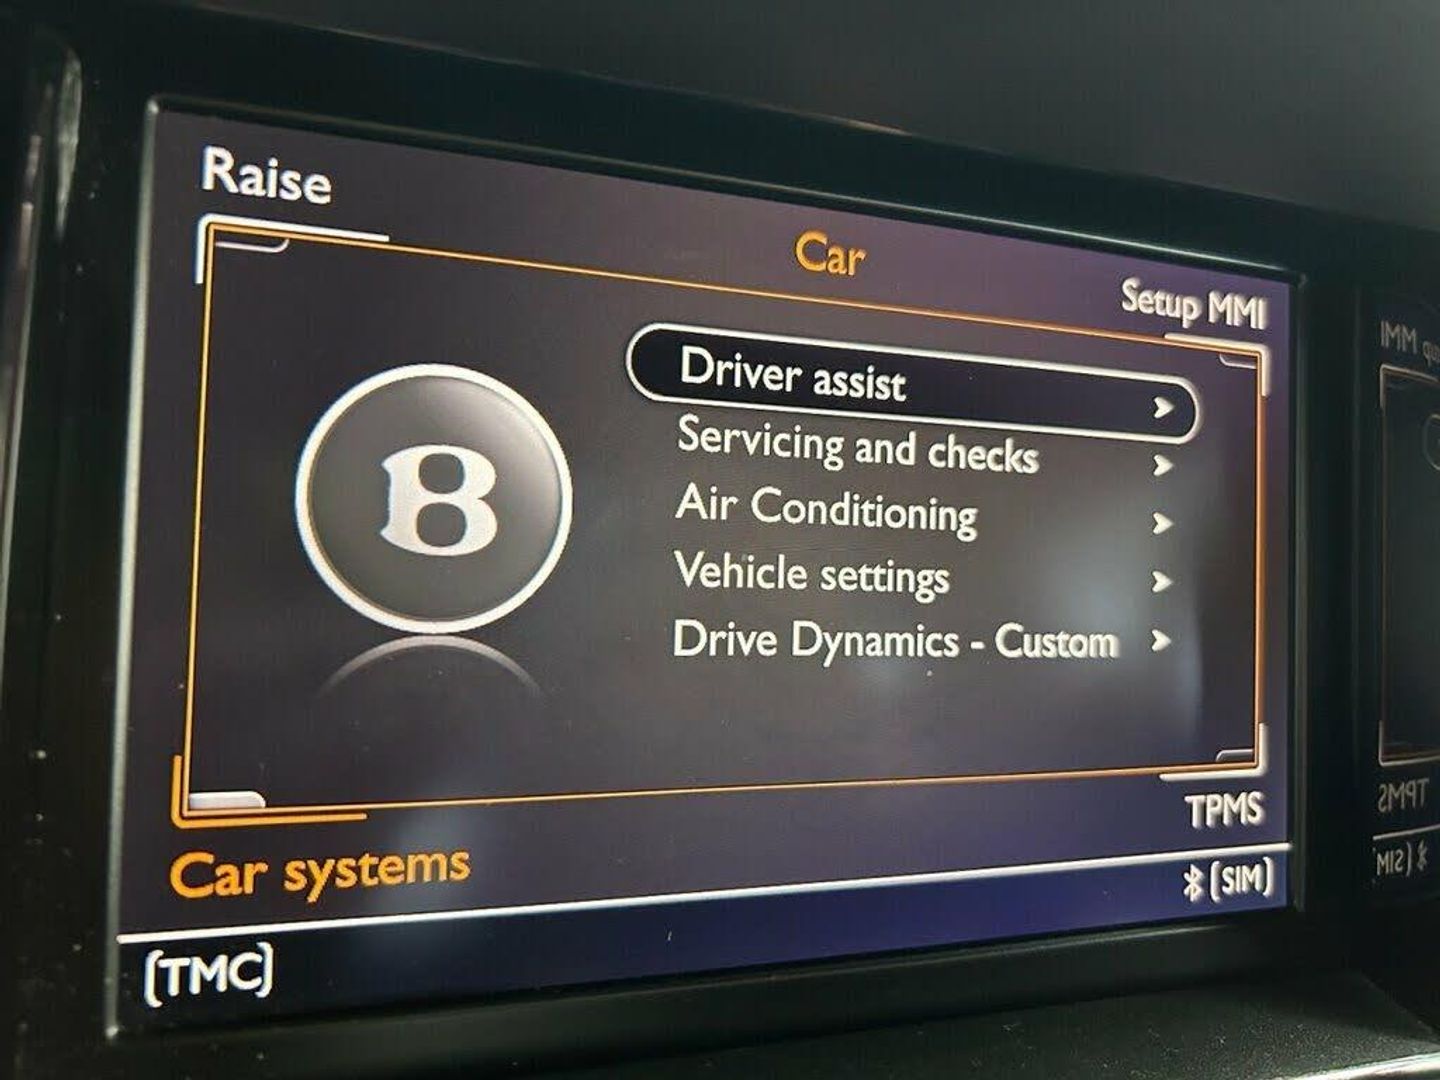 Raise
Car
Setup MMI
B
Driver assist
Servicing and checks
Air Conditioning
Vehicle settings
Drive Dynamics - Custom
TPMS
Car systems
(SIM)
(TMC)